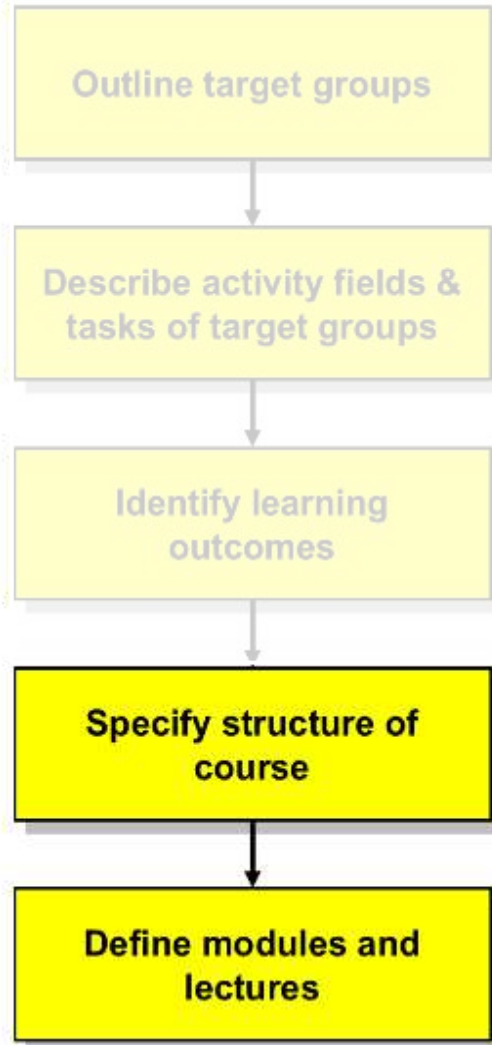 Outline target groups
Describe activity fields &
tasks of target groups
Identify learning
outcomes
Specify structure of
course
Define modules and
lectures